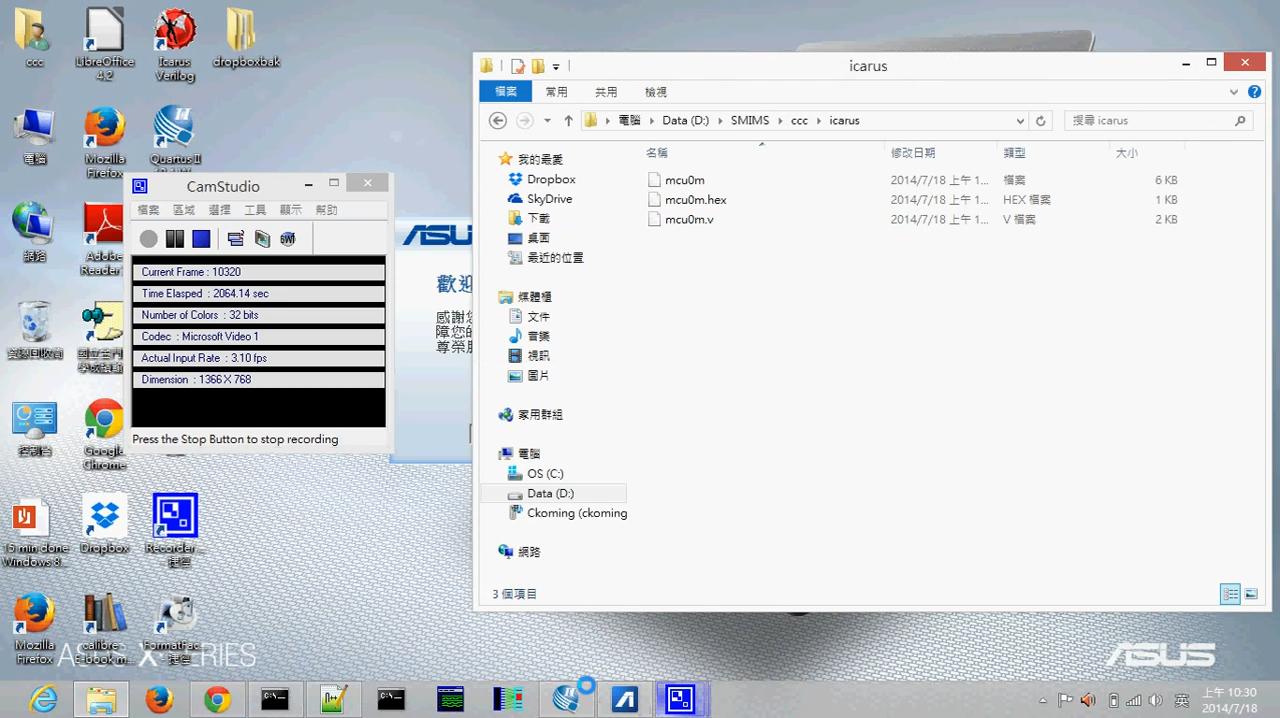 ccc
LibreOffice
4.2
Icarus
Verilog
dropboxbak
電腦
Mozilla
Firefox
Quartus II
網路
Adobe
Reader
資源回收筒
控制台
Google
Chrome
15 min done
Windows 8...
Dropbox
Recorder...
- 捷徑
Mozilla
Firefox
calibre -
E-book m...
FormatFac...
- 捷徑
ASUS X-SERIES
CamStudio
檔案 區域 選擇 工具 顯示 幫助
Current Frame : 10320
Time Elasped : 2064.14 sec
Number of Colors : 32 bits
Codec : Microsoft Video 1
Actual Input Rate : 3.10 fps
Dimension : 1366 X 768
Press the Stop Button to stop recording
ASUS
歡迎
感謝您
障您的
尊榮服
icarus
檔案 常用 共用 檢視
電腦 Data (D:) SMIMS ccc icarus
搜尋 icarus
名稱 修改日期 類型 大小
mcu0m 2014/7/18 上午 1... 檔案 6 KB
mcu0m.hex 2014/7/18 上午 1... HEX 檔案 1 KB
mcu0m.v 2014/7/18 上午 1... V 檔案 2 KB
我的最愛
Dropbox
SkyDrive
下載
桌面
最近的位置
媒體櫃
文件
音樂
視訊
圖片
家用群組
電腦
OS (C:)
Data (D:)
Ckoming (ckoming
網路
3 個項目
ASUS
英
上午 10:30
2014/7/18